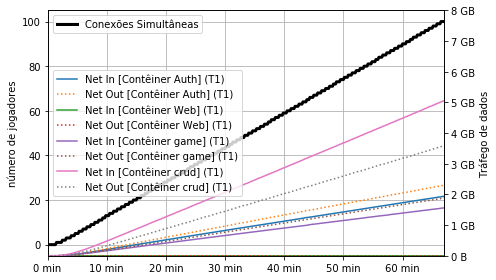 Conexões Simultâneas
Net In [Contêiner Auth] (T1)
Net Out [Contêiner Auth] (T1)
Net In [Contêiner Web] (T1)
Net Out [Contêiner Web] (T1)
Net In [Contêiner game] (T1)
Net Out [Contêiner game] (T1)
Net In [Contêiner crud] (T1)
Net Out [Contêiner crud] (T1)
número de jogadores
100
80
60
40
20
0
8 GB
7 GB
6 GB
5 GB
4 GB
3 GB
2 GB
1 GB
0 B
Tráfego de dados
0 min
10 min
20 min
30 min
40 min
50 min
60 min